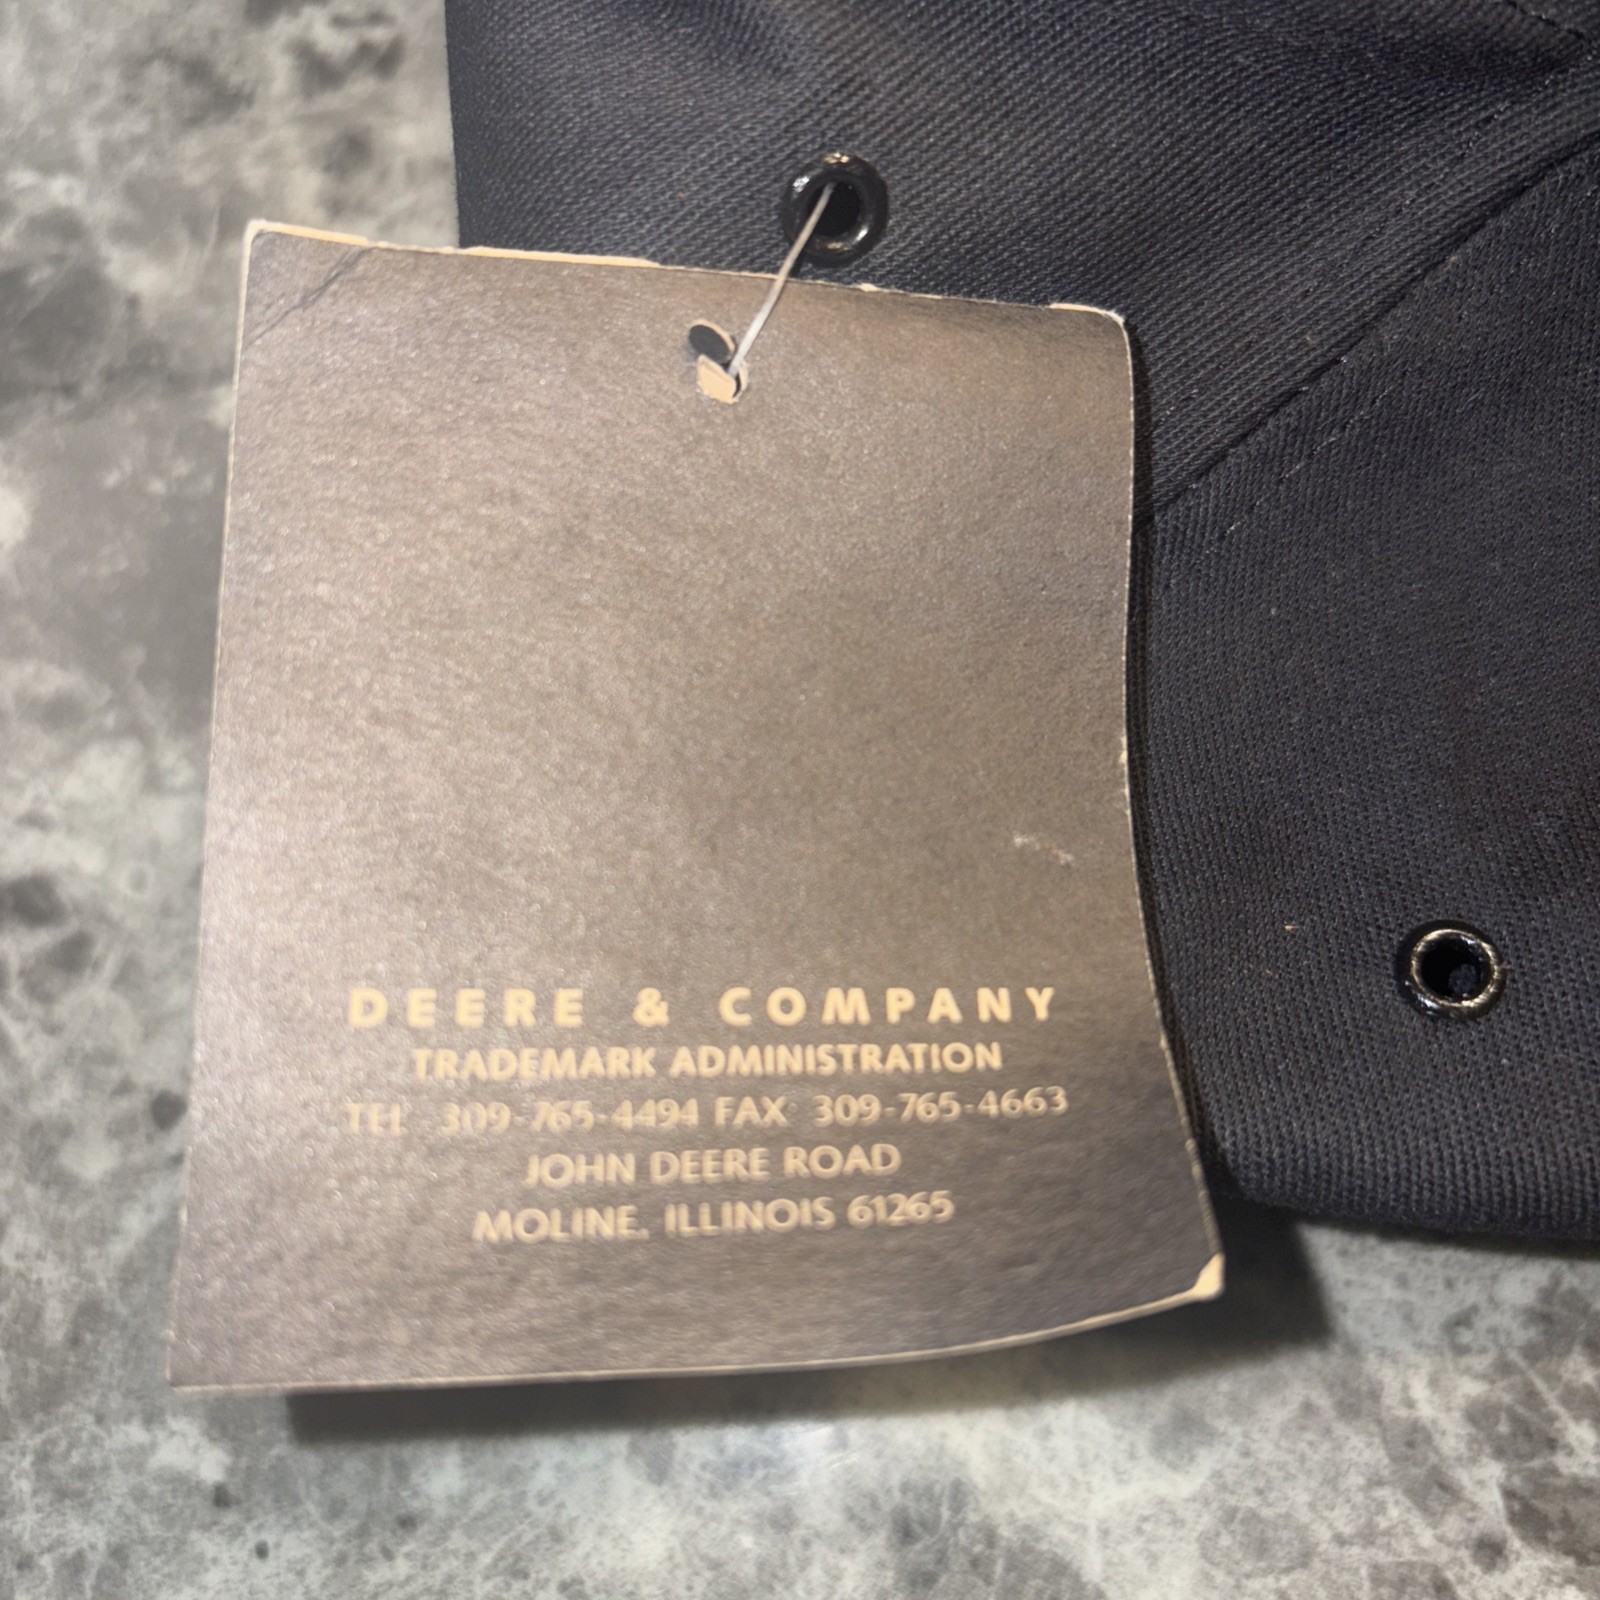 DEERE & COMPANY
TRADEMARK ADMINISTRATION
TEL 309-765-4494 FAX 309-765-4663
JOHN DEERE ROAD
MOLINE, ILLINOIS 61265